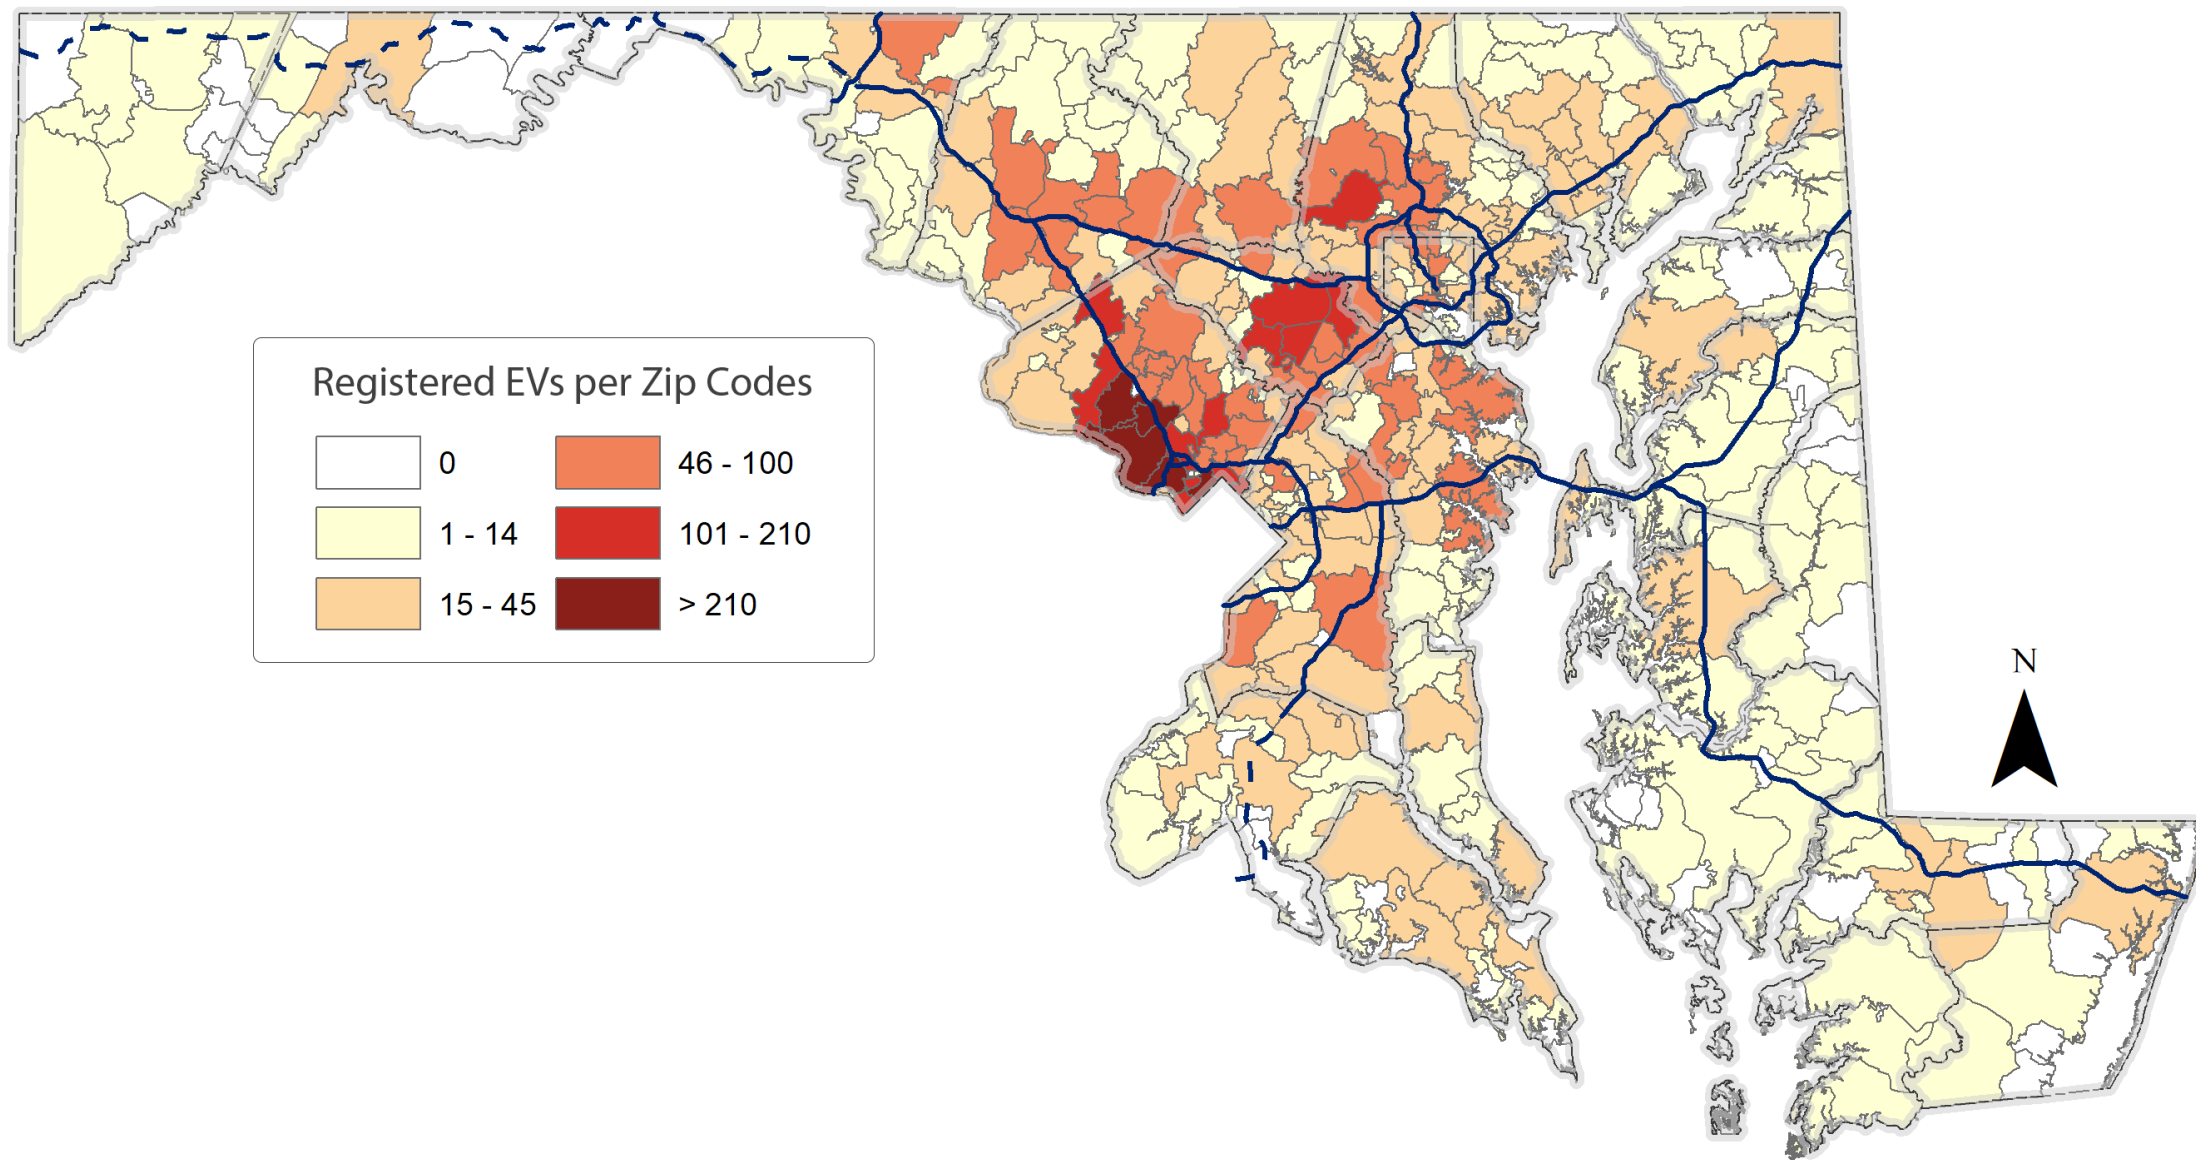 Registered EVs per Zip Codes
0
46 - 100
1 - 14
101 - 210
15 - 45
> 210
N